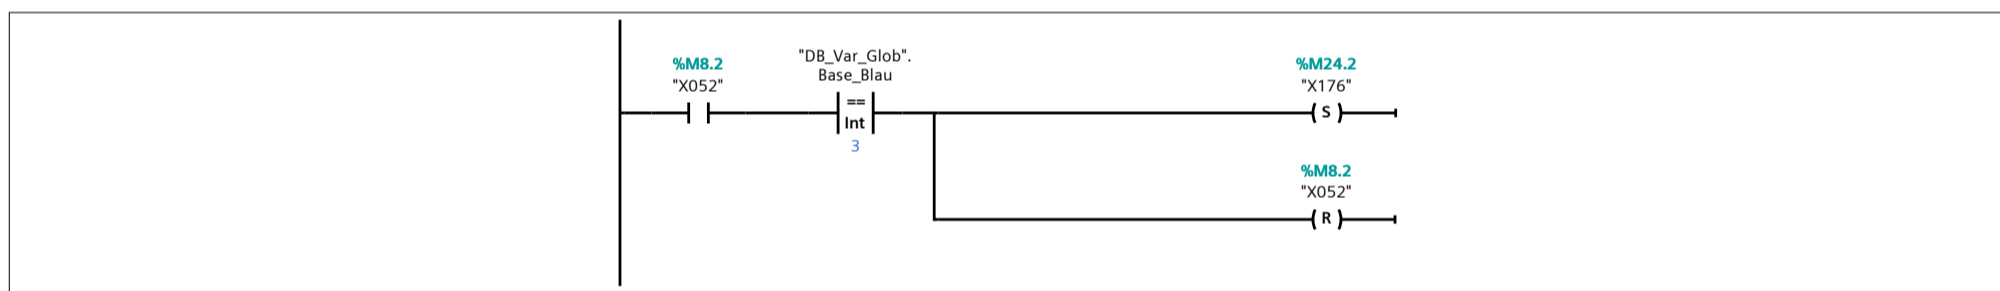 %M8.2
"X052"
"DB_Var_Glob".
Base_Blau
==
Int
3
%M24.2
"X176"
S
%M8.2
"X052"
R